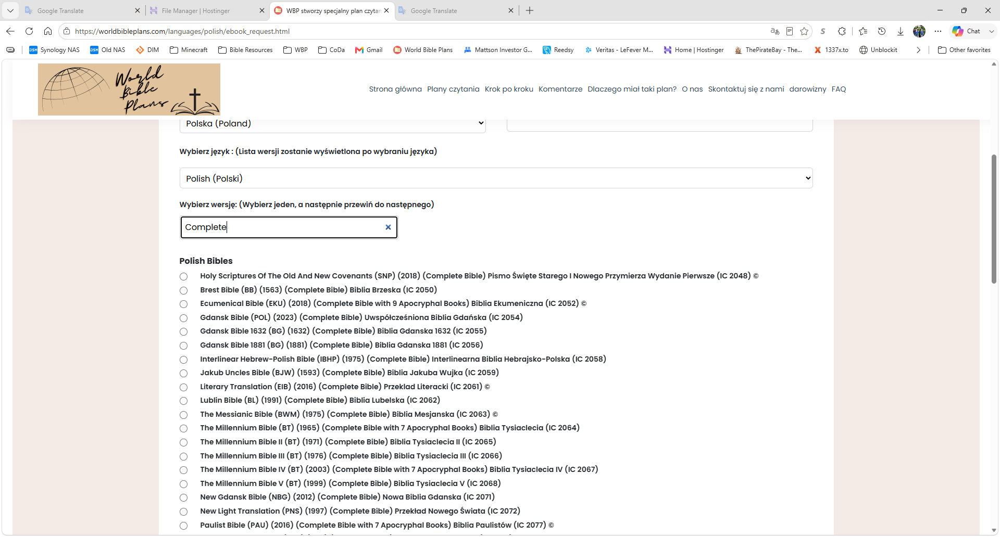 Google Translate
File Manager | Hostinger
WBP stworzy specjalny plan czytan
Google Translate
https://worldbibleplans.com/languages/polish/ebook_request.html
Chat
Synology NAS
Old NAS
DIM
Minecraft
Bible Resources
WBP
CoDa
Gmail
World Bible Plans
Mattson Investor G...
Reedsy
Veritas - LeFever M...
Home | Hostinger
ThePirateBay - The...
1337x.to
Unblockit
Other favorites
World
Bible
Plans
Strona główna Plany czytania Krok po kroku Komentarze Dlaczego miał taki plan? O nas Skontaktuj się z nami darowizny FAQ
Polska (Poland)
Wybierz język : (Lista wersji zostanie wyświetlona po wybraniu języka)
Polish (Polski)
Wybierz wersję: (Wybierz jeden, a następnie przewiń do następnego)
Complete
Polish Bibles
Holy Scriptures Of The Old And New Covenants (SNP) (2018) (Complete Bible) Pismo Święte Starego I Nowego Przymierza Wydanie Pierwsze (IC 2048) ©
Brest Bible (BB) (1563) (Complete Bible) Biblia Brzeska (IC 2050)
Ecumenical Bible (EKU) (2018) (Complete Bible with 9 Apocryphal Books) Biblia Ekumeniczna (IC 2052) ©
Gdansk Bible (POL) (2023) (Complete Bible) Uwspółcześniona Biblia Gdańska (IC 2054)
Gdansk Bible 1632 (BG) (1632) (Complete Bible) Biblia Gdanska 1632 (IC 2055)
Gdansk Bible 1881 (BG) (1881) (Complete Bible) Biblia Gdanska 1881 (IC 2056)
Interlinear Hebrew-Polish Bible (IBHP) (1975) (Complete Bible) Interlinearna Biblia Hebrajsko-Polska (IC 2058)
Jakub Uncles Bible (BJW) (1593) (Complete Bible) Biblia Jakuba Wujka (IC 2059)
Literary Translation (EIB) (2016) (Complete Bible) Przeklad Literacki (IC 2061) ©
Lublin Bible (BL) (1991) (Complete Bible) Biblia Lubelska (IC 2062)
The Messianic Bible (BWM) (1975) (Complete Bible) Biblia Mesjanska (IC 2063) ©
The Millennium Bible (BT) (1965) (Complete Bible with 7 Apocryphal Books) Biblia Tysiaclecia (IC 2064)
The Millennium Bible II (BT) (1971) (Complete Bible) Biblia Tysiaclecia II (IC 2065)
The Millennium Bible III (BT) (1976) (Complete Bible) Biblia Tysiaclecia III (IC 2066)
The Millennium Bible IV (BT) (2003) (Complete Bible with 7 Apocryphal Books) Biblia Tysiaclecia IV (IC 2067)
The Millennium Bible V (BT) (1999) (Complete Bible) Biblia Tysiaclecia V (IC 2068)
New Gdansk Bible (NBG) (2012) (Complete Bible) Nowa Biblia Gdanska (IC 2071)
New Light Translation (PNS) (1997) (Complete Bible) Przekład Nowego Świata (IC 2072)
Paulist Bible (PAU) (2016) (Complete Bible with 7 Apocryphal Books) Biblia Paulistów (IC 2077) ©